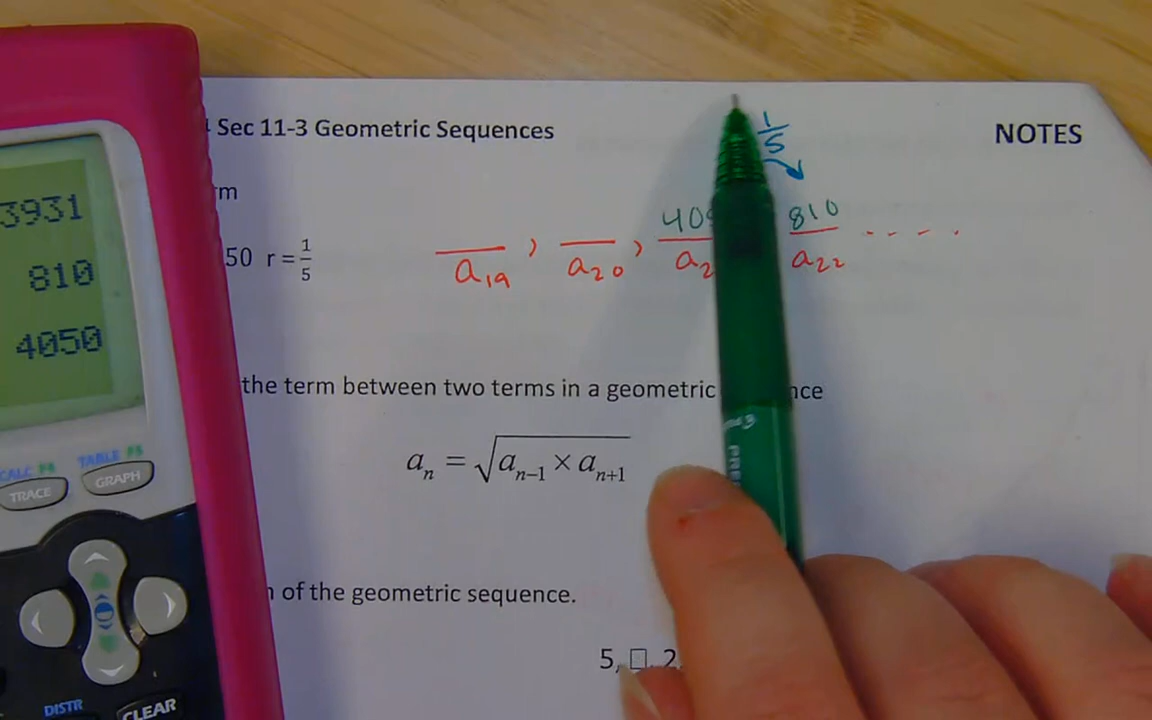 Sec 11-3 Geometric Sequences
NOTES
1/5
50 r = 1/5
a19 , a20 , 810 a22 ....
the term between two terms in a geometric
an = √an−1 × an+1
of the geometric sequence.
5, □, 2
3931
810
4050
CALC F4
TABLE F5
TRACE
GRAPH
DISTR
CLEAR